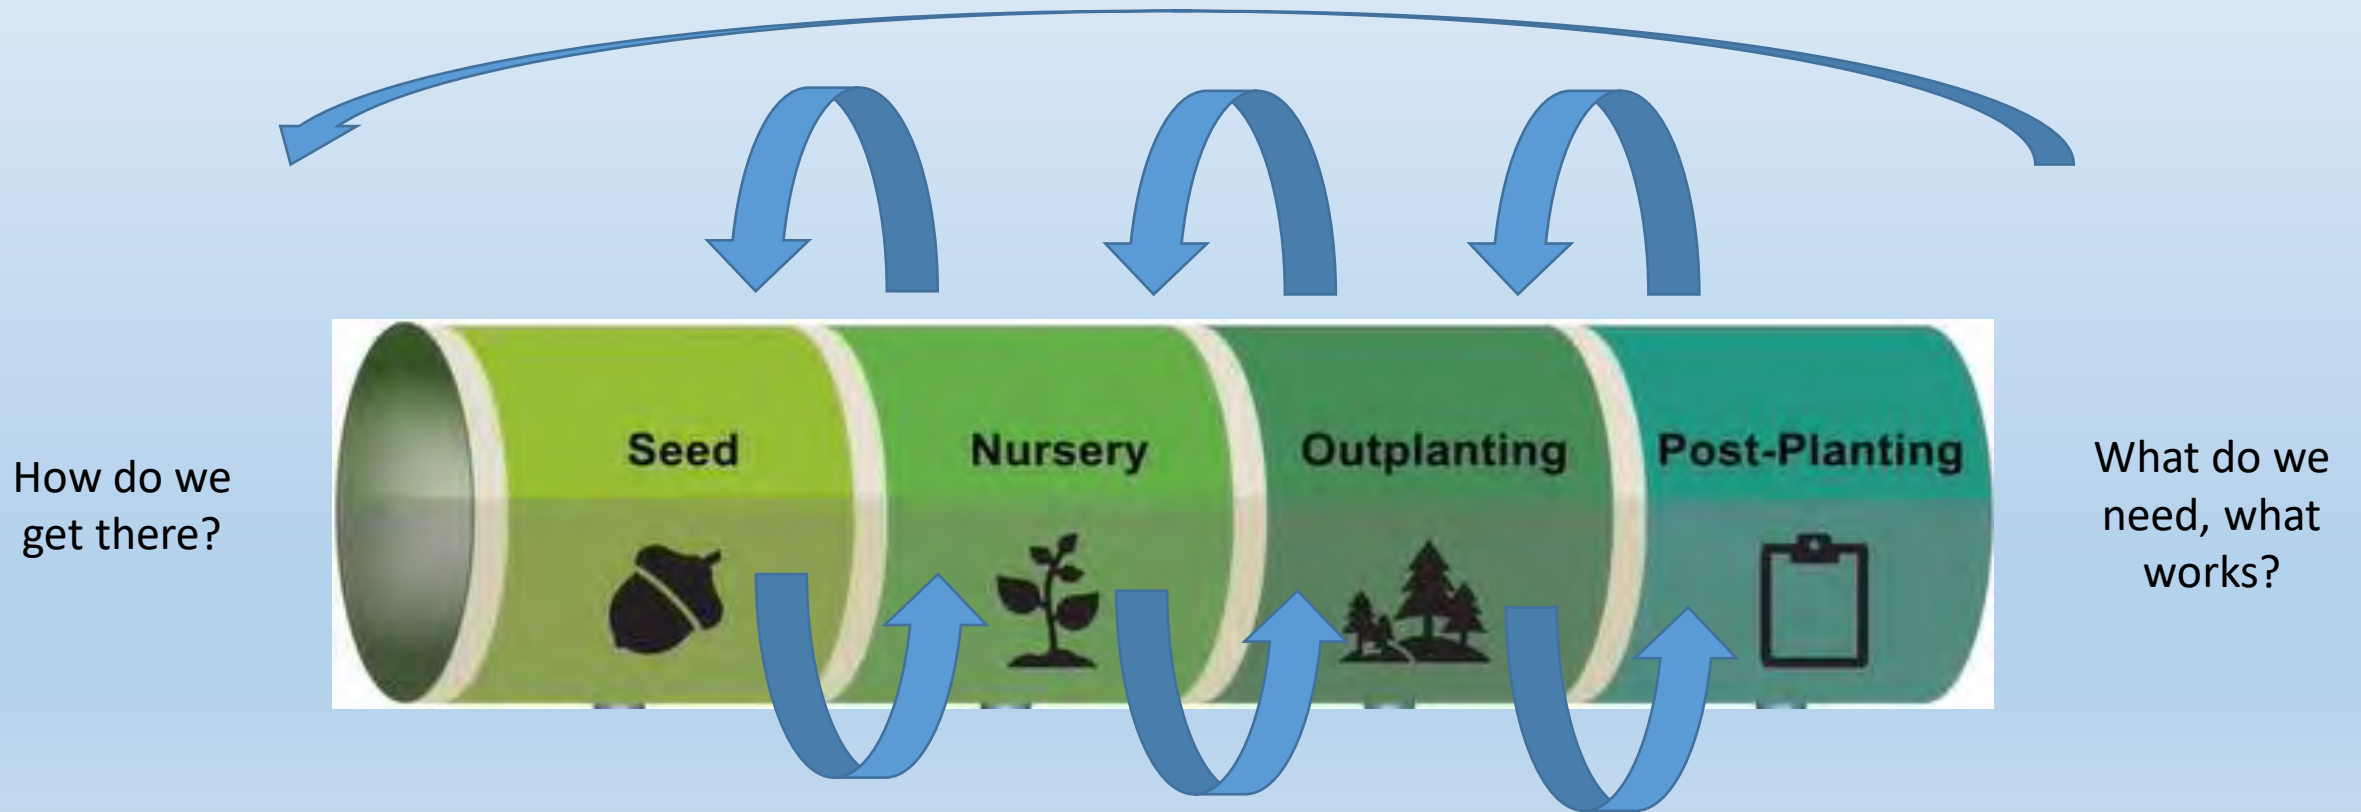 How do we
get there?
Seed
Nursery
Outplanting
Post-Planting
What do we
need, what
works?